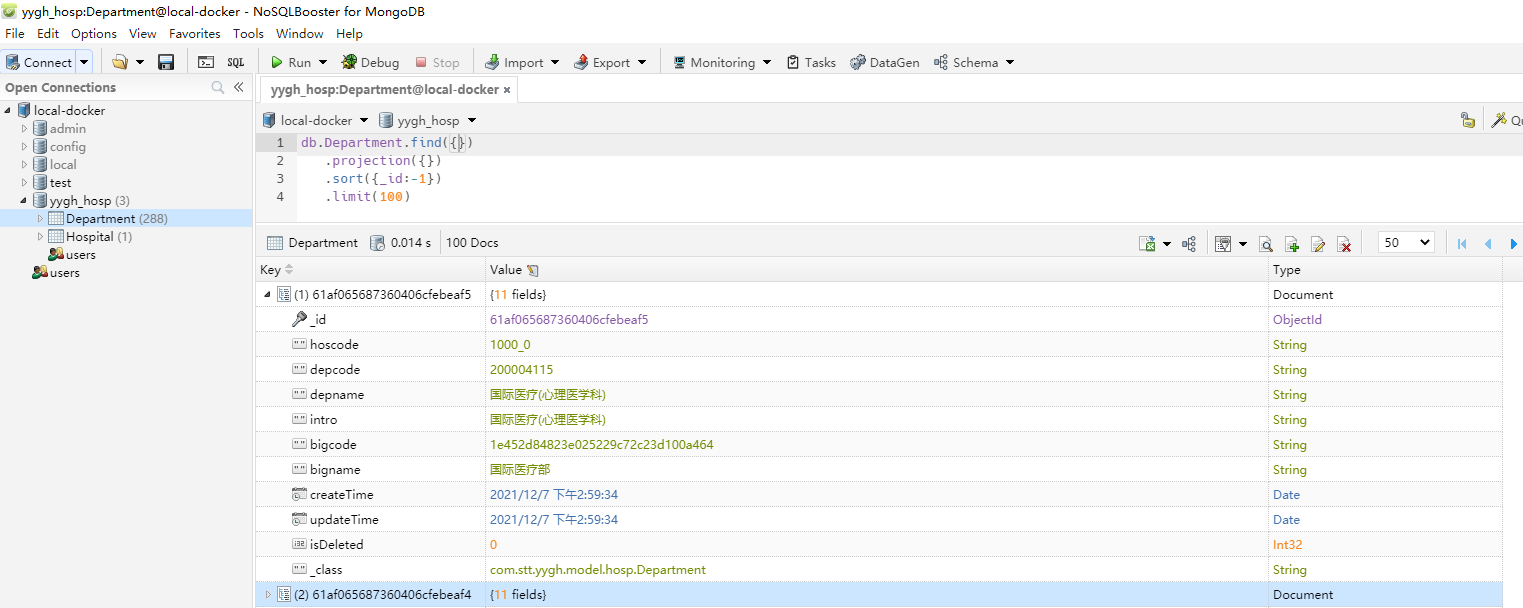 yygh_hosp:Department@local-docker - NoSQLBooster for MongoDB
File Edit Options View Favorites Tools Window Help
Connect SQL Run Debug Stop Import Export Monitoring Tasks DataGen Schema
Open Connections
yygh_hosp:Department@local-docker ×
local-docker
admin
config
local
test
yygh_hosp (3)
Department (288)
Hospital (1)
users
users
local-docker yygh_hosp Qu
1 db.Department.find({})
2 .projection({})
3 .sort({_id:-1})
4 .limit(100)
Department 0.014 s 100 Docs 50
Key Value Type
(1) 61af065687360406cfebeaf5 {11 fields} Document
_id 61af065687360406cfebeaf5 ObjectId
"" hoscode 1000_0 String
"" depcode 200004115 String
"" depname 国际医疗(心理医学科) String
"" intro 国际医疗(心理医学科) String
"" bigcode 1e452d84823e025229c72c23d100a464 String
"" bigname 国际医疗部 String
createTime 2021/12/7 下午2:59:34 Date
updateTime 2021/12/7 下午2:59:34 Date
i32 isDeleted 0 Int32
"" _class com.stt.yygh.model.hosp.Department String
(2) 61af065687360406cfebeaf4 {11 fields} Document